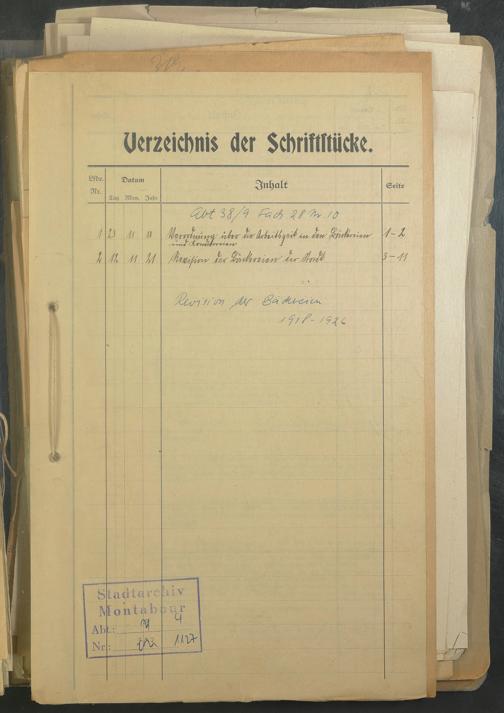 Verzeichnis der Schriftstücke.
Lfde. Nr. Datum Inhalt Seite
Tag Mon. Jahr
Abt 38/9 Fach 28 Nr 10
1 23 11 Verordnung über die Arbeitszeit in den Bäckereien 1-2
und Konditoreien
2 12 11 21 Revision der Bäckereien der Stadt 3-11
Revision der Bäckereien
1918-1926
Stadtarchiv
Montabaur
Abt.: 4
Nr.: 1127